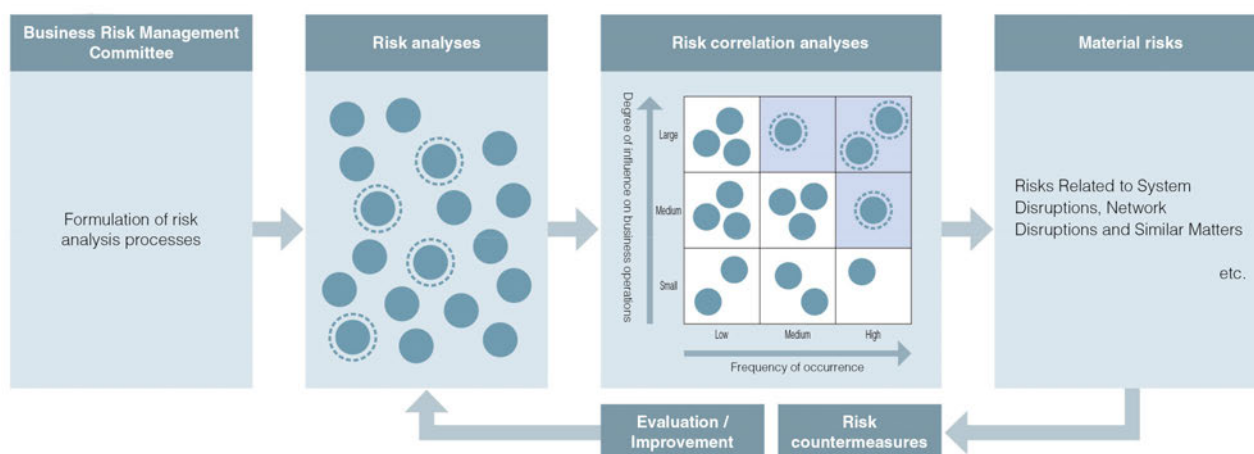 Business Risk Management
Committee
Formulation of risk
analysis processes
Risk analyses
Risk correlation analyses
Degree of influence on business operations
Large
Medium
Small
Low
Medium
High
Frequency of occurrence
Material risks
Risks Related to System
Disruptions, Network
Disruptions and Similar Matters
etc.
Evaluation /
Improvement
Risk
countermeasures